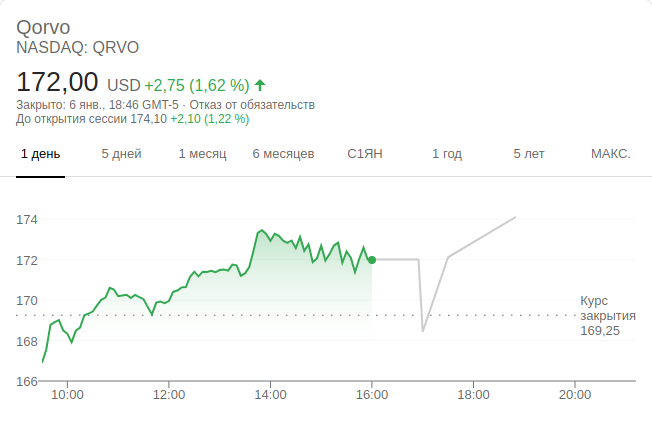 Qorvo
NASDAQ: QRVO
172,00 USD +2,75 (1,62 %)
Закрыто: 6 янв., 18:46 GMT-5 · Отказ от обязательств
До открытия сессии 174,10 +2,10 (1,22 %)
1 день 5 дней 1 месяц 6 месяцев С1ЯН 1 год 5 лет МАКС.
174
172
170
168
166
Курс
закрытия
169,25
10:00 12:00 14:00 16:00 18:00 20:00